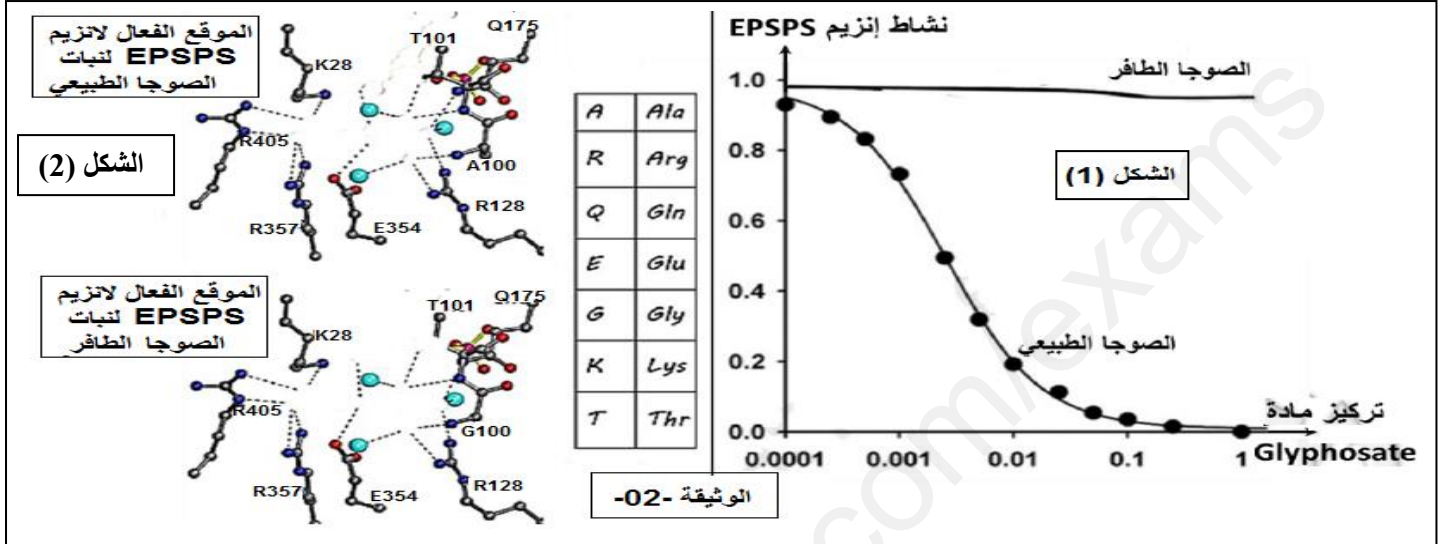 الموقع الفعال لانزيم
EPSPS لنبات
الصوجا الطبيعي
K28
T101
Q175
R405
A100
R128
R357
E354
الشكل (2)
الموقع الفعال لانزيم
EPSPS لنبات
الصوجا الطافر
K28
T101
Q175
R405
G100
R128
R357
E354
A Ala
R Arg
Q Gln
E Glu
G Gly
K Lys
T Thr
نشاط إنزيم EPSPS
الصوجا الطافر
الشكل (1)
الصوجا الطبيعي
1.0
0.8
0.6
0.4
0.2
0.0
0.0001 0.001 0.01 0.1 1
تركيز مادة
Glyphosate
الوثيقة -02-
com/exams